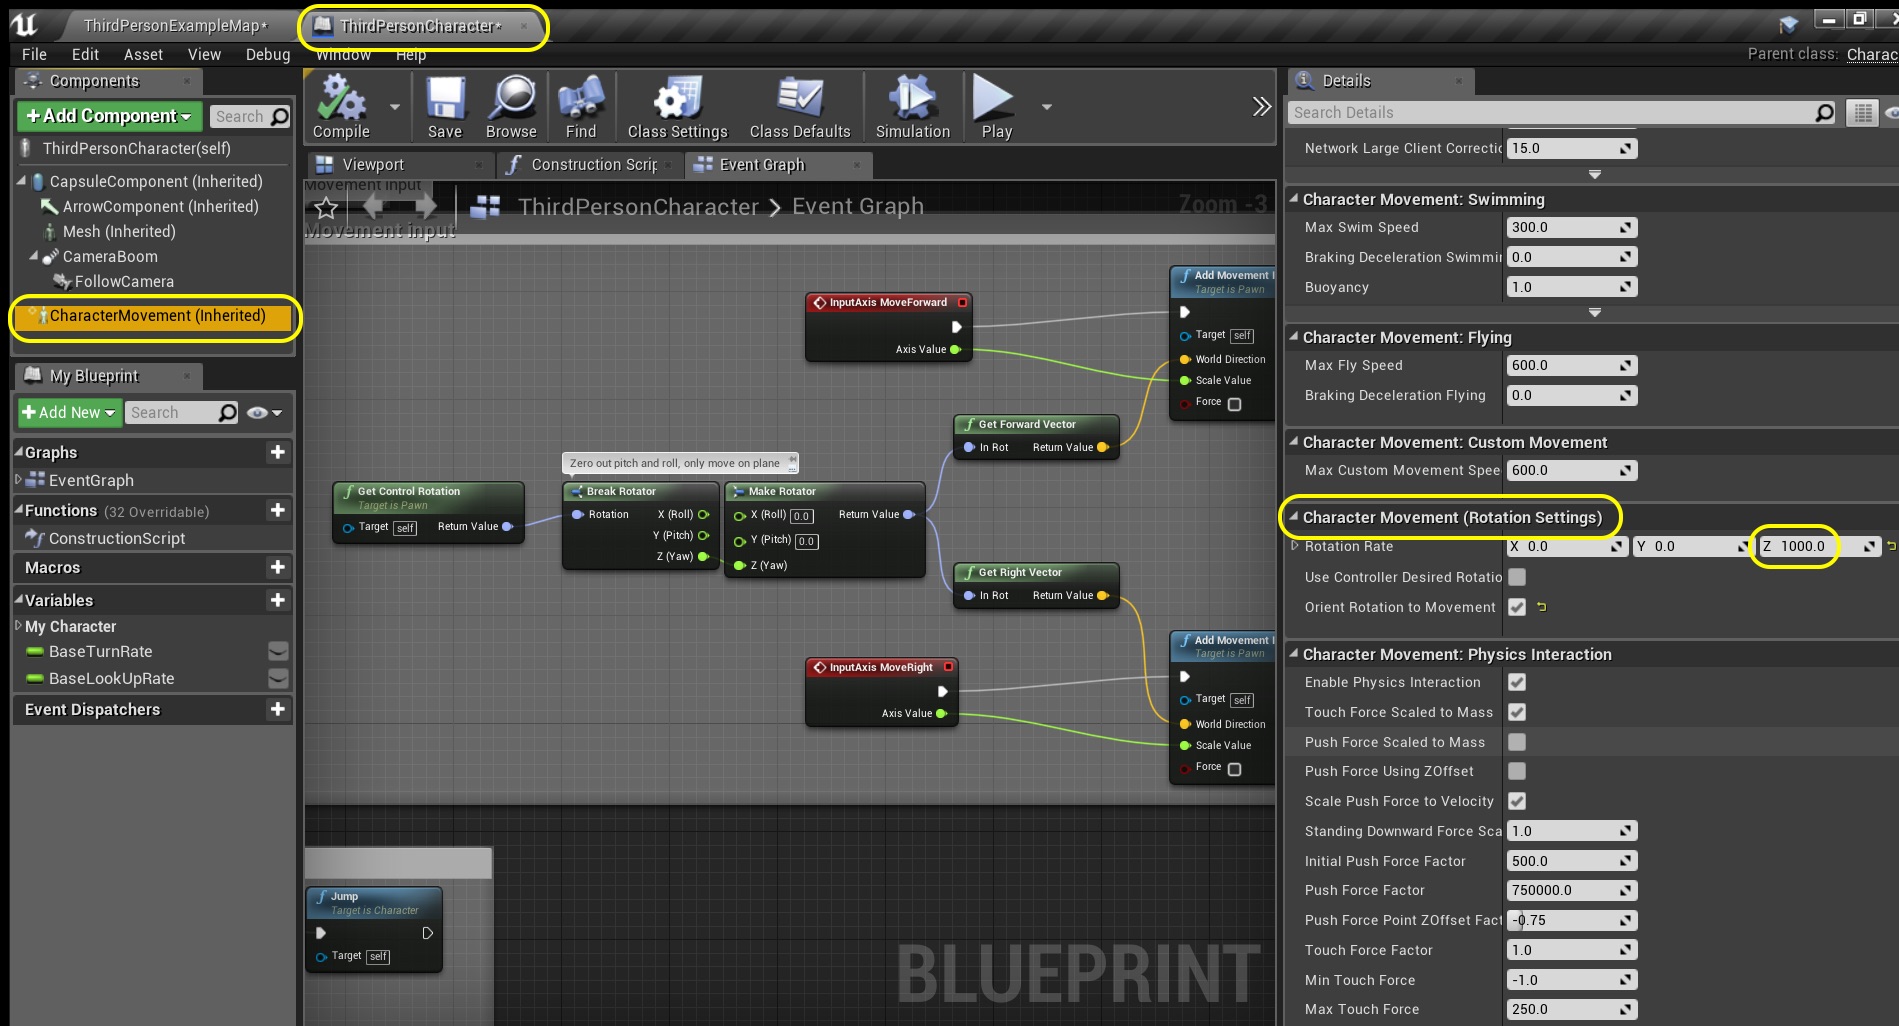 ThirdPersonExampleMap*
ThirdPersonCharacter*
File Edit Asset View Debug Window Help
Parent class: Charac
Components
+Add Component
Search
ThirdPersonCharacter(self)
CapsuleComponent (Inherited)
ArrowComponent (Inherited)
Mesh (Inherited)
CameraBoom
FollowCamera
CharacterMovement (Inherited)
My Blueprint
+Add New
Search
Graphs
EventGraph
Functions (32 Overridable)
ConstructionScript
Macros
Variables
My Character
BaseTurnRate
BaseLookUpRate
Event Dispatchers
Compile
Save
Browse
Find
Class Settings
Class Defaults
Simulation
Play
Viewport
Construction Scrip
Event Graph
Movement Input
ThirdPersonCharacter > Event Graph
Zoom -3
Movement input
InputAxis MoveForward
Axis Value
Add Movement I
Target is Pawn
Target self
World Direction
Scale Value
Force
Get Forward Vector
In Rot Return Value
Zero out pitch and roll, only move on plane
Get Control Rotation
Target is Pawn
Target self Return Value
Break Rotator
Rotation X (Roll)
Y (Pitch)
Z (Yaw)
Make Rotator
X (Roll) 0.0 Return Value
Y (Pitch) 0.0
Z (Yaw)
Get Right Vector
In Rot Return Value
InputAxis MoveRight
Axis Value
Add Movement I
Target is Pawn
Target self
World Direction
Scale Value
Force
Jump
Target is Character
Target self
BLUEPRINT
Details
Search Details
Network Large Client Correctic 15.0
Character Movement: Swimming
Max Swim Speed 300.0
Braking Deceleration Swimmir 0.0
Buoyancy 1.0
Character Movement: Flying
Max Fly Speed 600.0
Braking Deceleration Flying 0.0
Character Movement: Custom Movement
Max Custom Movement Spee 600.0
Character Movement (Rotation Settings)
Rotation Rate X 0.0 Y 0.0 Z 1000.0
Use Controller Desired Rotatio
Orient Rotation to Movement
Character Movement: Physics Interaction
Enable Physics Interaction
Touch Force Scaled to Mass
Push Force Scaled to Mass
Push Force Using ZOffset
Scale Push Force to Velocity
Standing Downward Force Sca 1.0
Initial Push Force Factor 500.0
Push Force Factor 750000.0
Push Force Point ZOffset Fact -0.75
Touch Force Factor 1.0
Min Touch Force -1.0
Max Touch Force 250.0